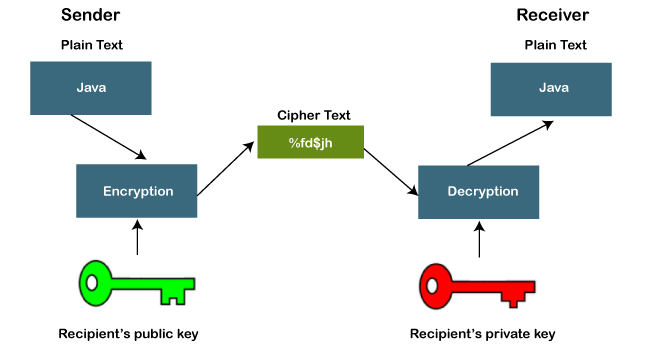 Sender
Receiver
Plain Text
Plain Text
Java
Java
Cipher Text
%fd$jh
Encryption
Decryption
Recipient's public key
Recipient's private key